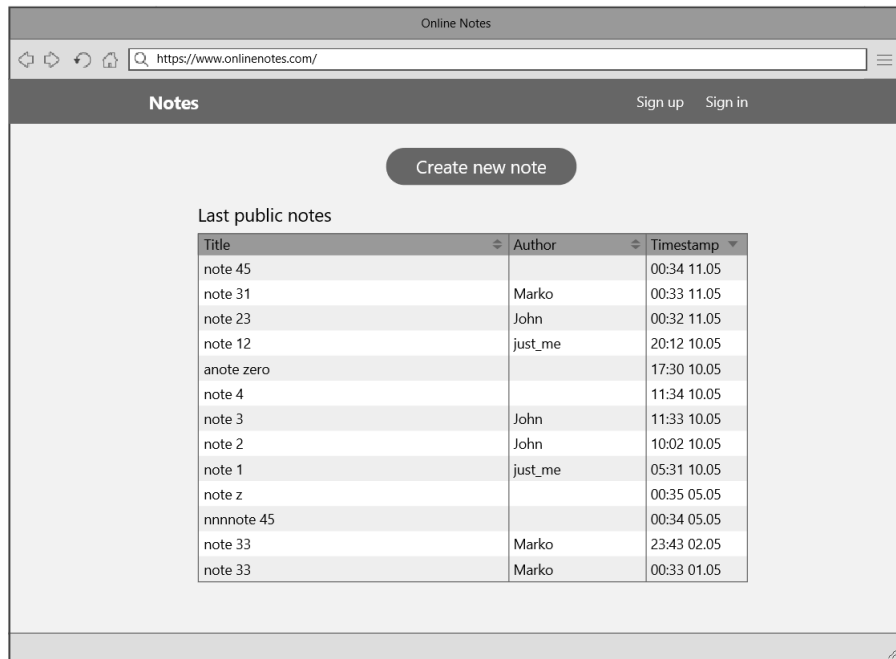 Online Notes
https://www.onlinenotes.com/
Notes Sign up Sign in
Create new note
Last public notes
Title Author Timestamp
note 45 00:34 11.05
note 31 Marko 00:33 11.05
note 23 John 00:32 11.05
note 12 just_me 20:12 10.05
anote zero 17:30 10.05
note 4 11:34 10.05
note 3 John 11:33 10.05
note 2 John 10:02 10.05
note 1 just_me 05:31 10.05
note z 00:35 05.05
nnnnote 45 00:34 05.05
note 33 Marko 23:43 02.05
note 33 Marko 00:33 01.05